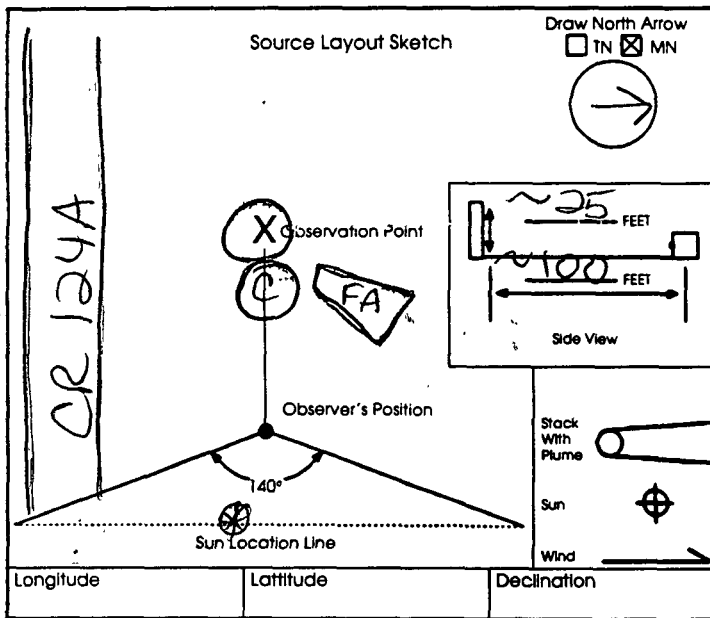 Source Layout Sketch
Draw North Arrow
TN MN
CR 124A
X Observation Point
C
FA
~25 FEET
~100 FEET
Side View
Observer's Position
140°
Sun Location Line
Stack
With
Plume
Sun
Wind
Longitude
Lattitude
Declination